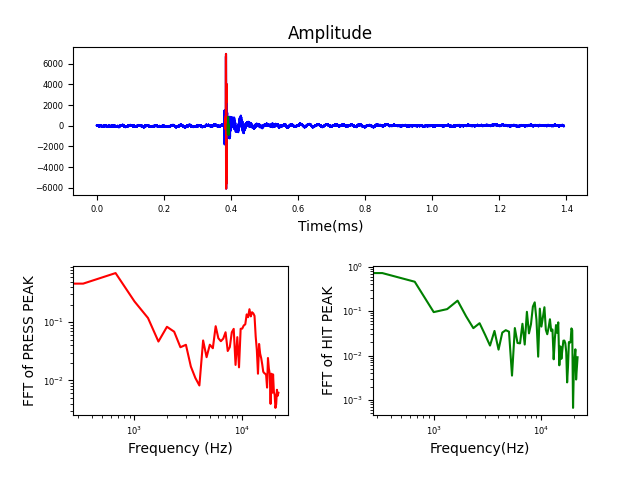 Amplitude
6000
4000
2000
0
−2000
−4000
−6000
0.0 0.2 0.4 0.6 0.8 1.0 1.2 1.4
Time(ms)
FFT of PRESS PEAK
10⁻¹
10⁻²
10³ 10⁴
Frequency (Hz)
FFT of HIT PEAK
10⁰
10⁻¹
10⁻²
10⁻³
10³ 10⁴
Frequency(Hz)